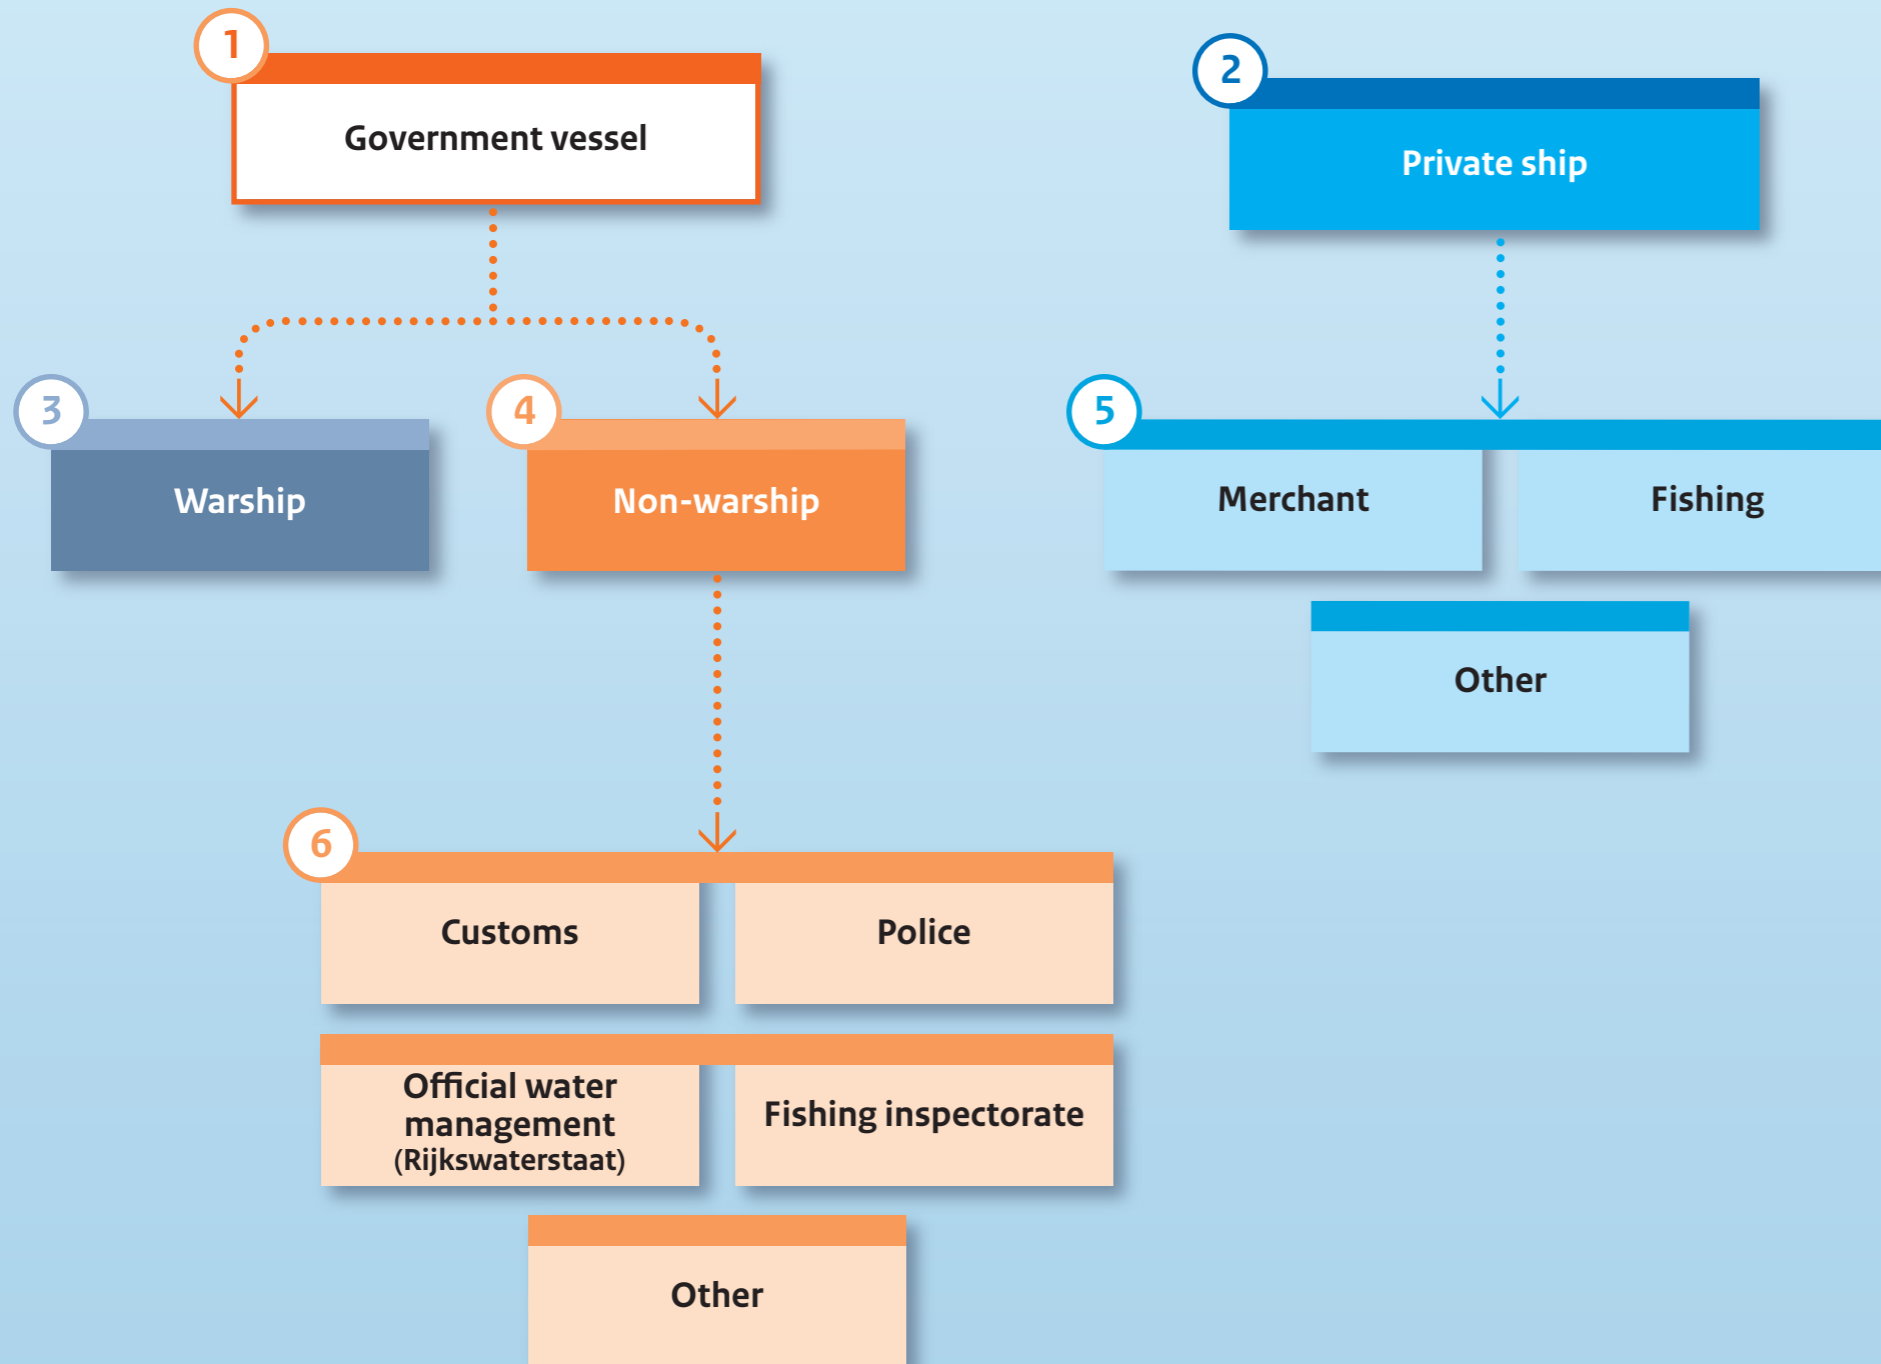 1
Government vessel
2
Private ship
3
Warship
4
Non-warship
5
Merchant
Fishing
Other
6
Customs
Police
Official water
management
(Rijkswaterstaat)
Fishing inspectorate
Other